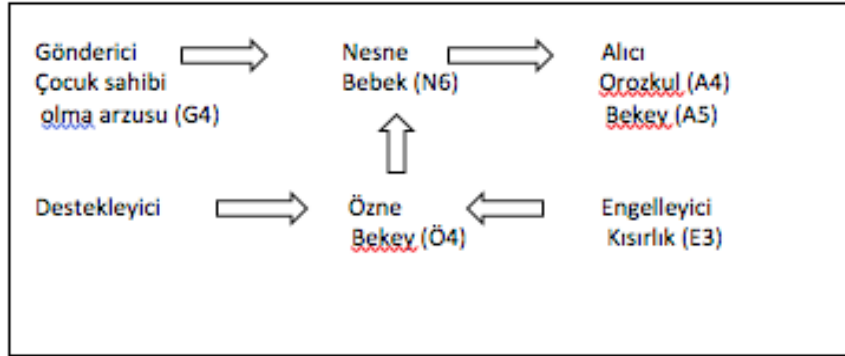 Gönderici Nesne Alıcı
Çocuk sahibi Bebek (N6) Orozkul (A4)
olma arzusu (G4) Bekey (A5)
Destekleyici Özne Engelleyici
Bekey (Ö4) Kısırlık (E3)